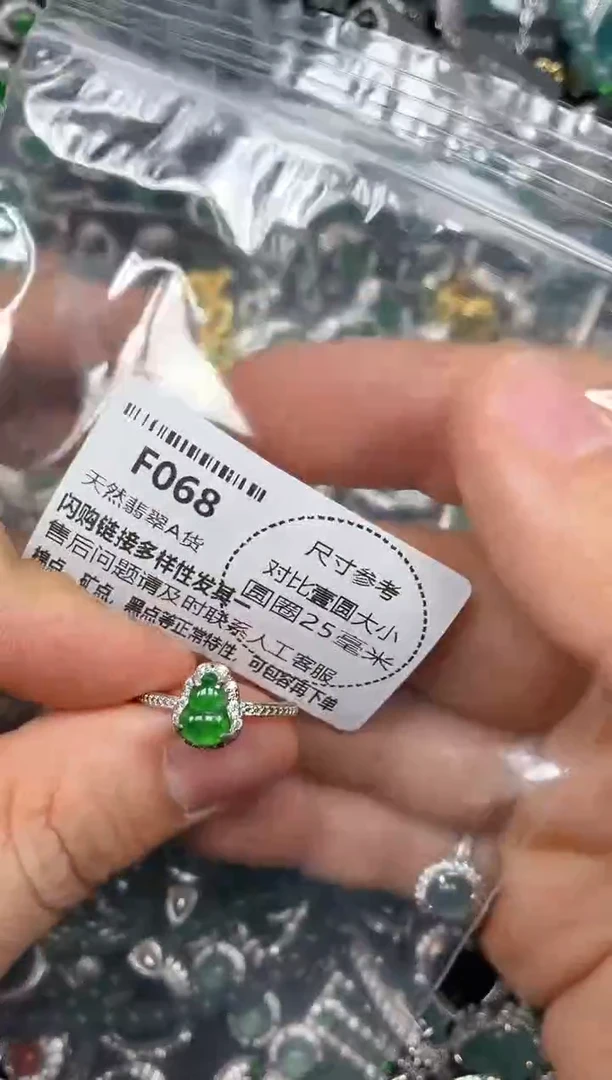 F068
天然翡翠A货
闪购链接多样性发其一
售后问题请及时联系人工客服
棉点、矿点、黑点等正常特性，可包容再下单
尺寸参考
对比壹圆大小
圆圈25毫米